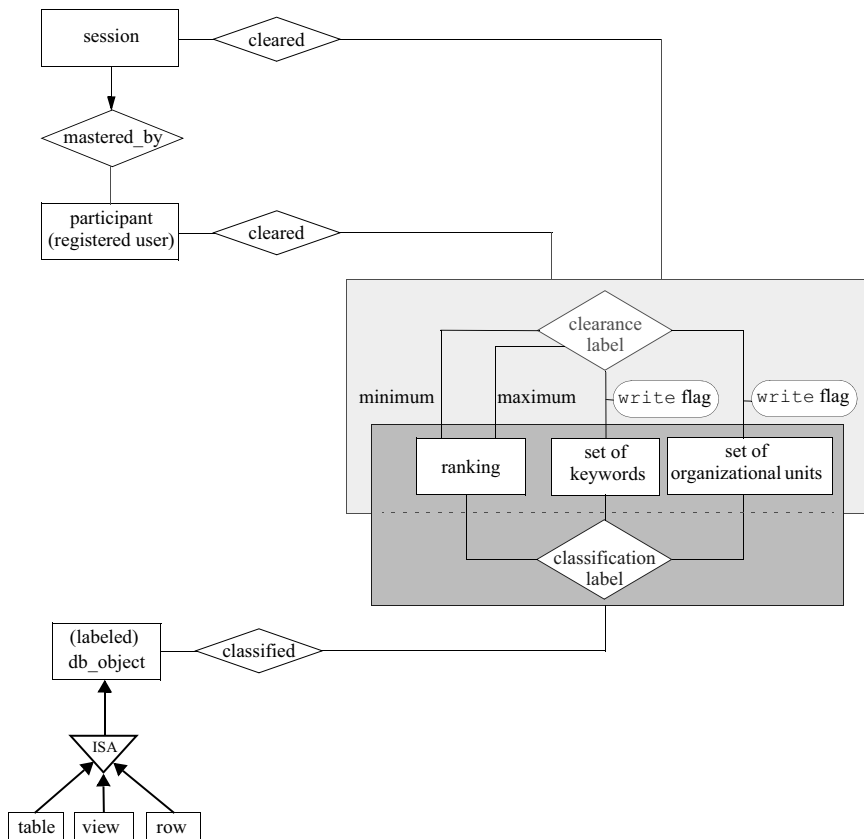 session
cleared
mastered_by
participant
(registered user)
cleared
clearance
label
minimum
maximum
write flag
write flag
ranking
set of
keywords
set of
organizational units
classification
label
(labeled)
db_object
classified
ISA
table
view
row